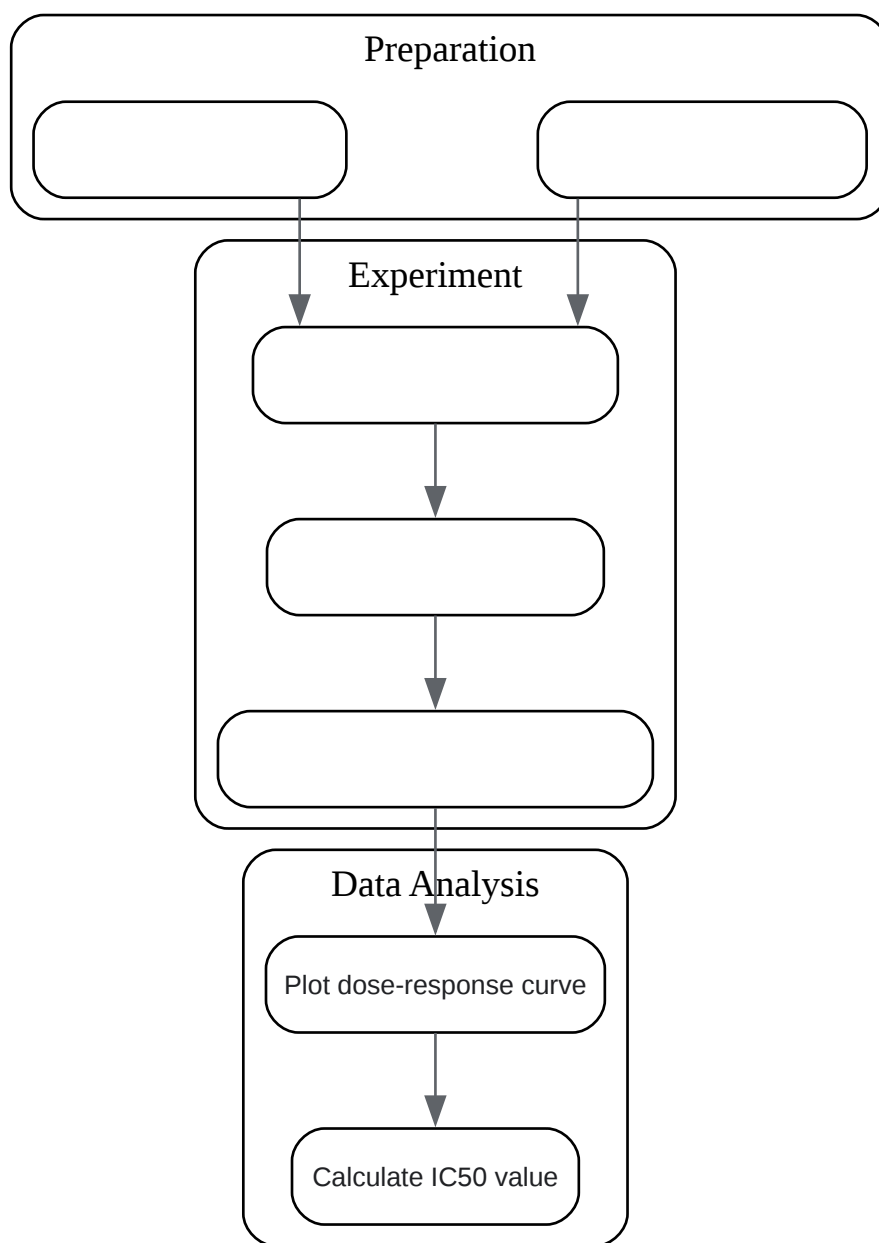 Preparation
Experiment
Data Analysis
Plot dose-response curve
Calculate IC50 value